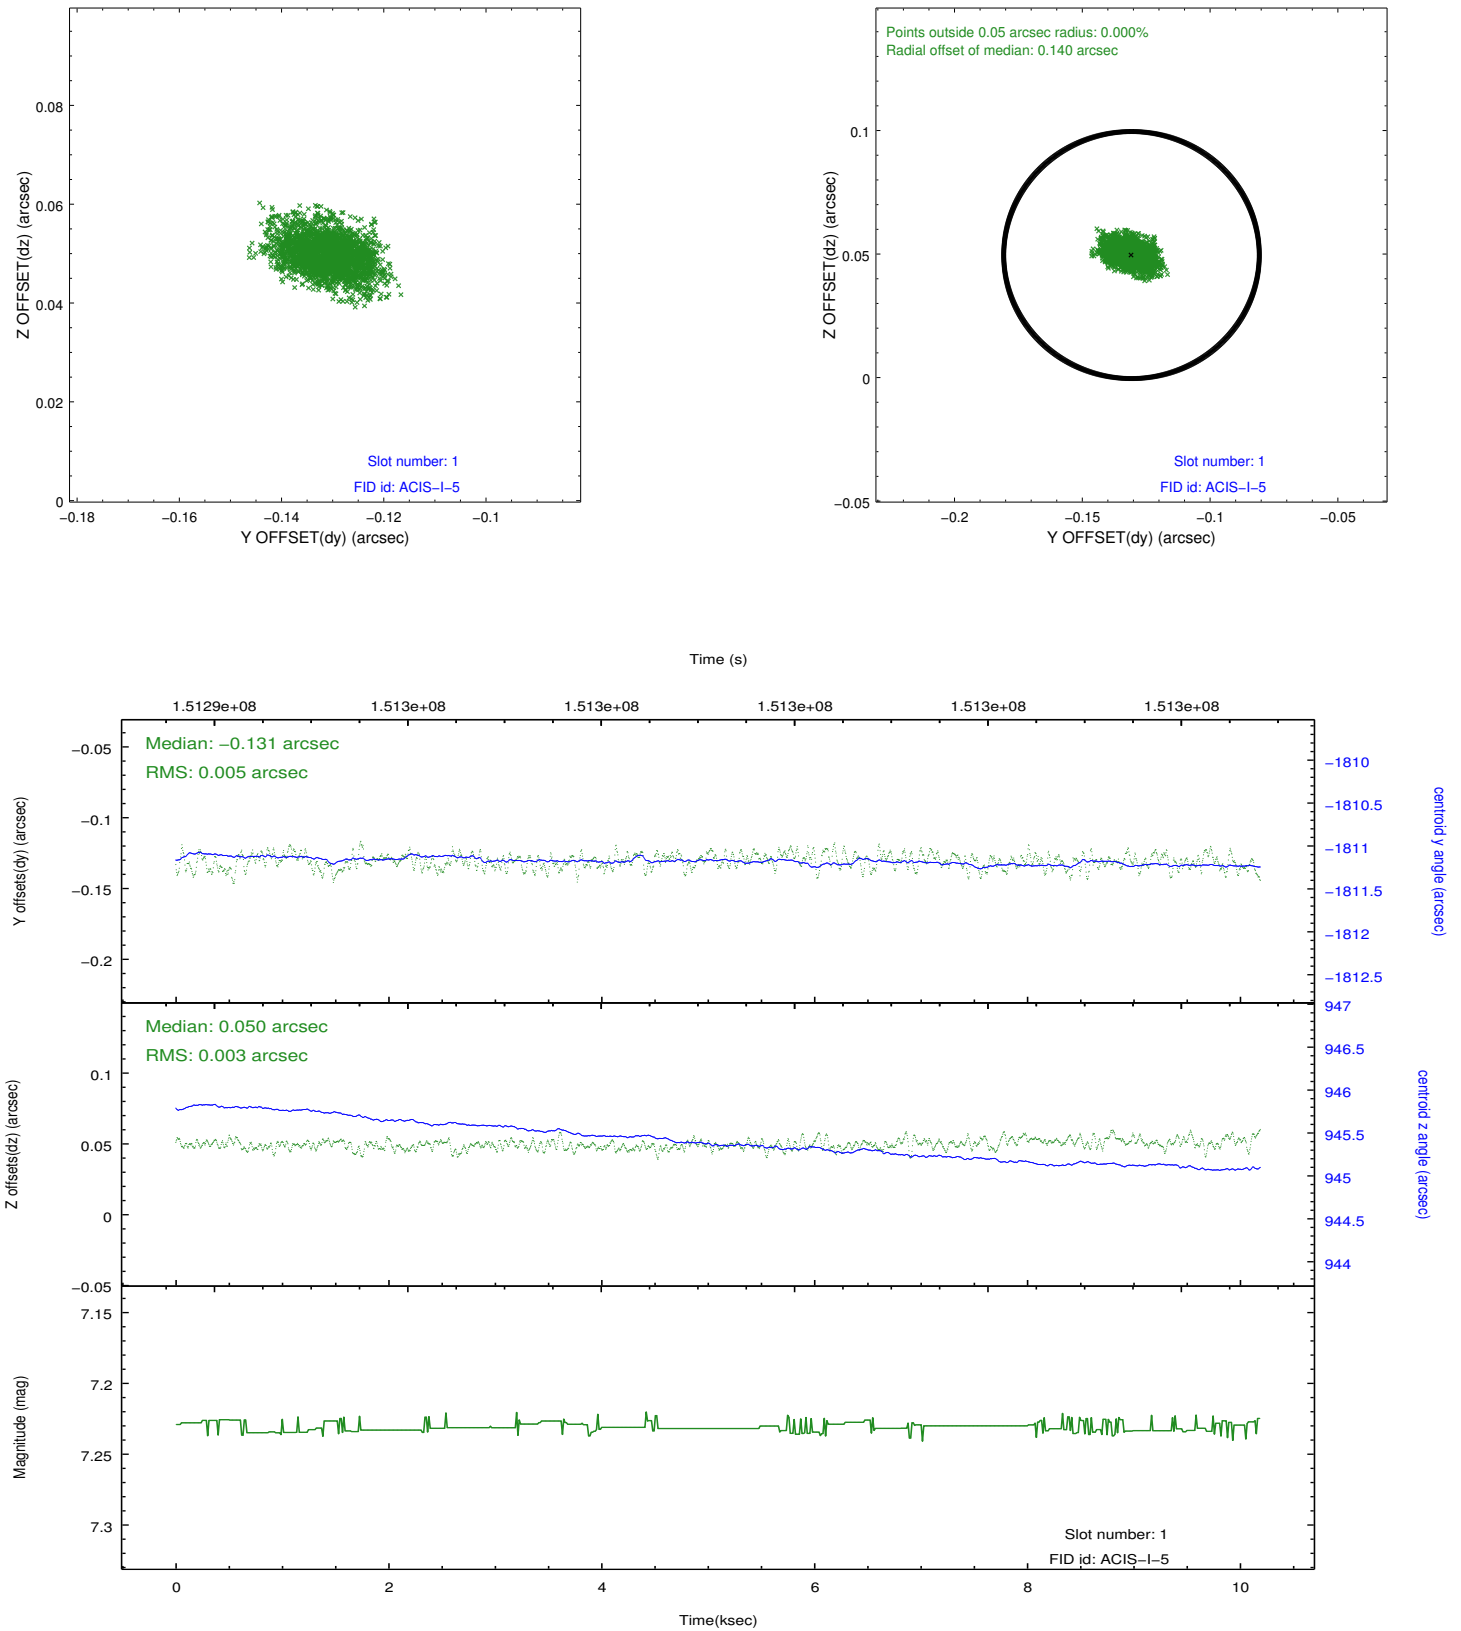 Z OFFSET(dz) (arcsec)
0.08
0.06
0.04
0.02
0
Slot number: 1
FID id: ACIS−I−5
−0.18
−0.16
−0.14
−0.12
−0.1
Y OFFSET(dy) (arcsec)
Points outside 0.05 arcsec radius: 0.000%
Radial offset of median: 0.140 arcsec
Z OFFSET(dz) (arcsec)
0.1
0.05
0
−0.05
Slot number: 1
FID id: ACIS−I−5
−0.2
−0.15
−0.1
−0.05
Y OFFSET(dy) (arcsec)
Time (s)
1.5129e+08
1.513e+08
1.513e+08
1.513e+08
1.513e+08
1.513e+08
Median: −0.131 arcsec
RMS: 0.005 arcsec
Y offsets(dy) (arcsec)
−0.05
−0.1
−0.15
−0.2
−1810
−1810.5
−1811
−1811.5
−1812
−1812.5
centroid y angle (arcsec)
Median: 0.050 arcsec
RMS: 0.003 arcsec
Z offsets(dz) (arcsec)
0.1
0.05
0
−0.05
947
946.5
946
945.5
945
944.5
944
centroid z angle (arcsec)
Magnitude (mag)
7.15
7.2
7.25
7.3
Slot number: 1
FID id: ACIS−I−5
0
2
4
6
8
10
Time(ksec)